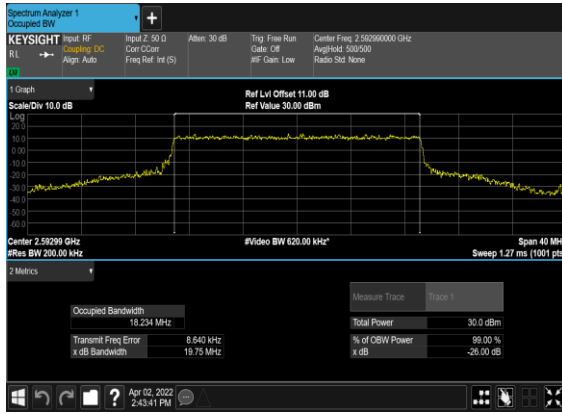 Spectrum Analyzer 1
Occupied BW
+
KEYSIGHT
RL
Input: RF
Coupling: DC
Align: Auto
Input Z: 50 Ω
Corr CCorr
Freq Ref: Int (S)
Atten: 30 dB
Trig: Free Run
Gate: Off
#IF Gain: Low
Center Freq: 2.592990000 GHz
Avg|Hold: 500/500
Radio Std: None
1 Graph
Scale/Div 10.0 dB
Ref Lvl Offset 11.00 dB
Ref Value 30.00 dBm
Log
20.0
10.0
0.00
-10.0
-20.0
-30.0
-40.0
-50.0
-60.0
Center 2.59299 GHz
#Res BW 200.00 kHz
#Video BW 620.00 kHz*
Span 40 MH
Sweep 1.27 ms (1001 pts
2 Metrics
Measure Trace
Trace 1
Occupied Bandwidth
18.234 MHz
Total Power
30.0 dBm
Transmit Freq Error
8.640 kHz
% of OBW Power
99.00 %
x dB Bandwidth
19.75 MHz
x dB
-26.00 dB
?
Apr 02, 2022
2:43:41 PM